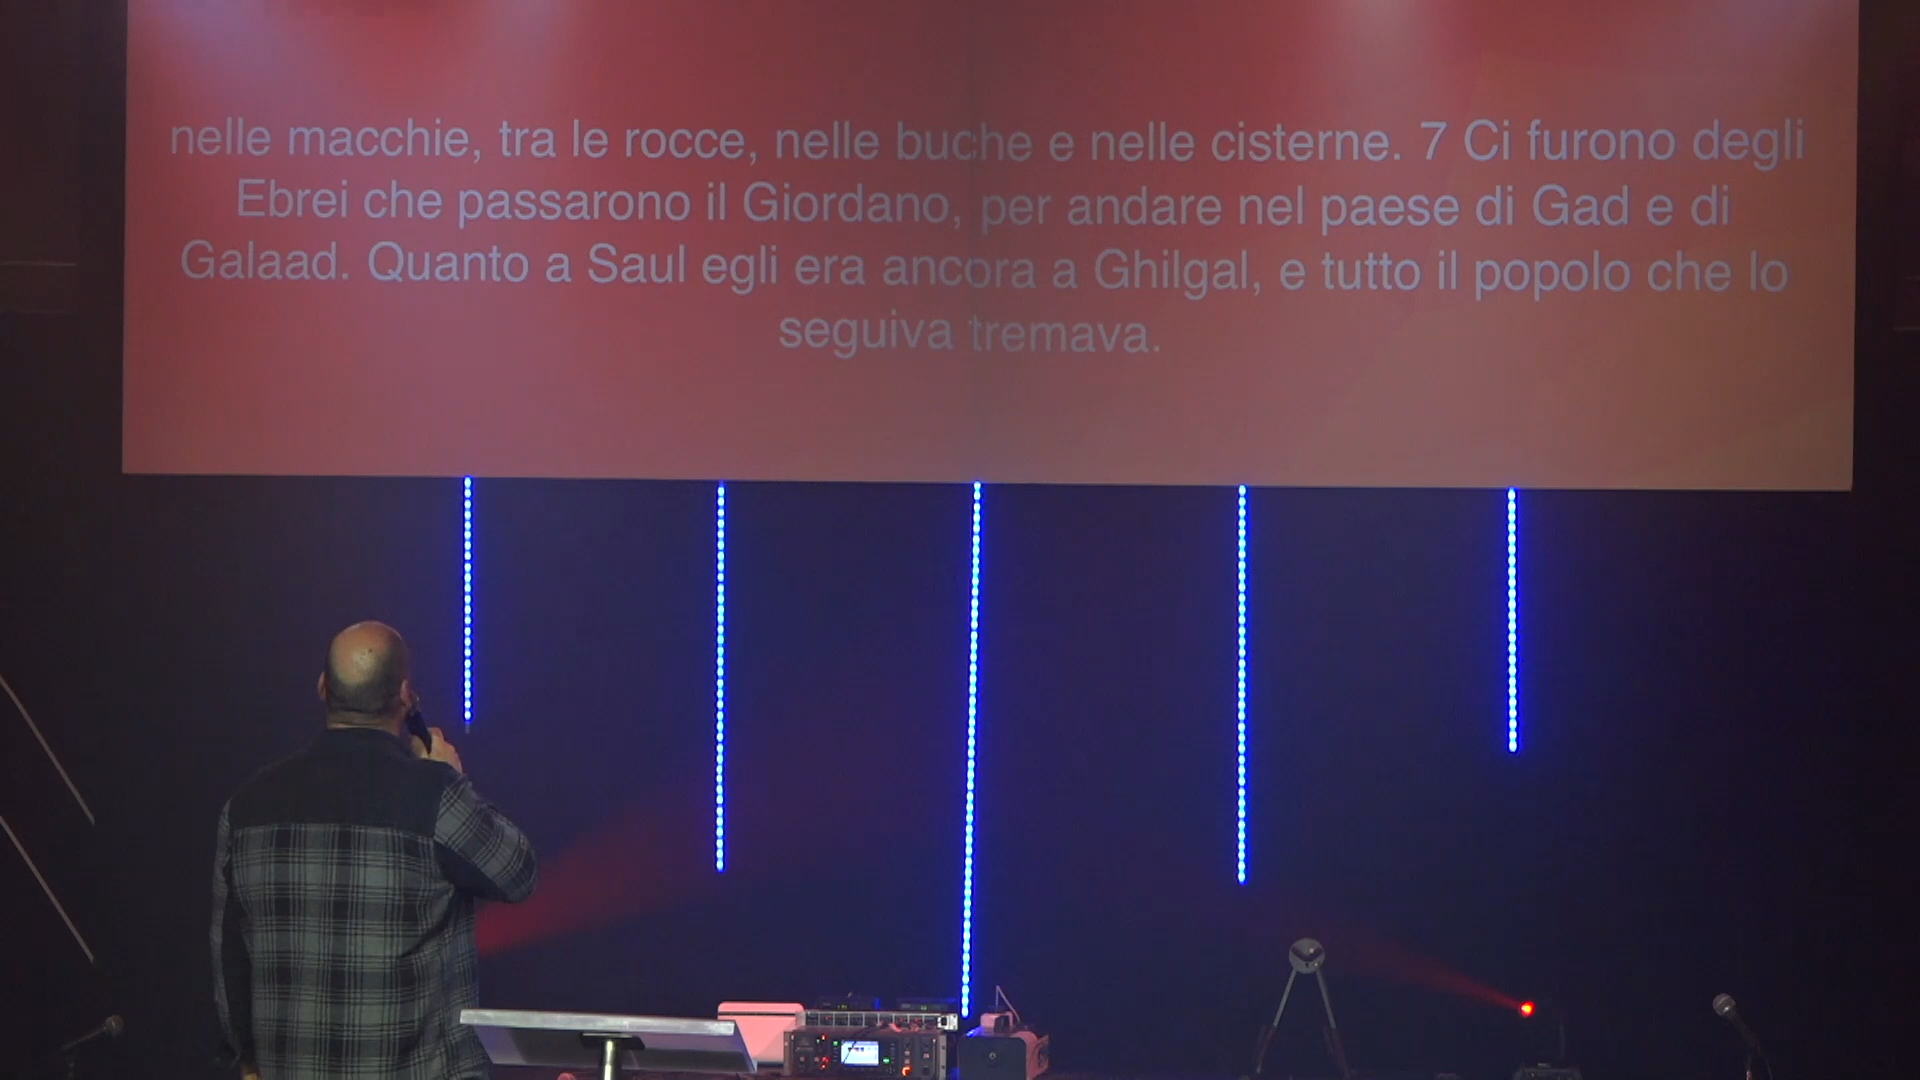 nelle macchie, tra le rocce, nelle buche e nelle cisterne. 7 Ci furono degli
Ebrei che passarono il Giordano, per andare nel paese di Gad e di
Galaad. Quanto a Saul egli era ancora a Ghilgal, e tutto il popolo che lo
seguiva tremava.